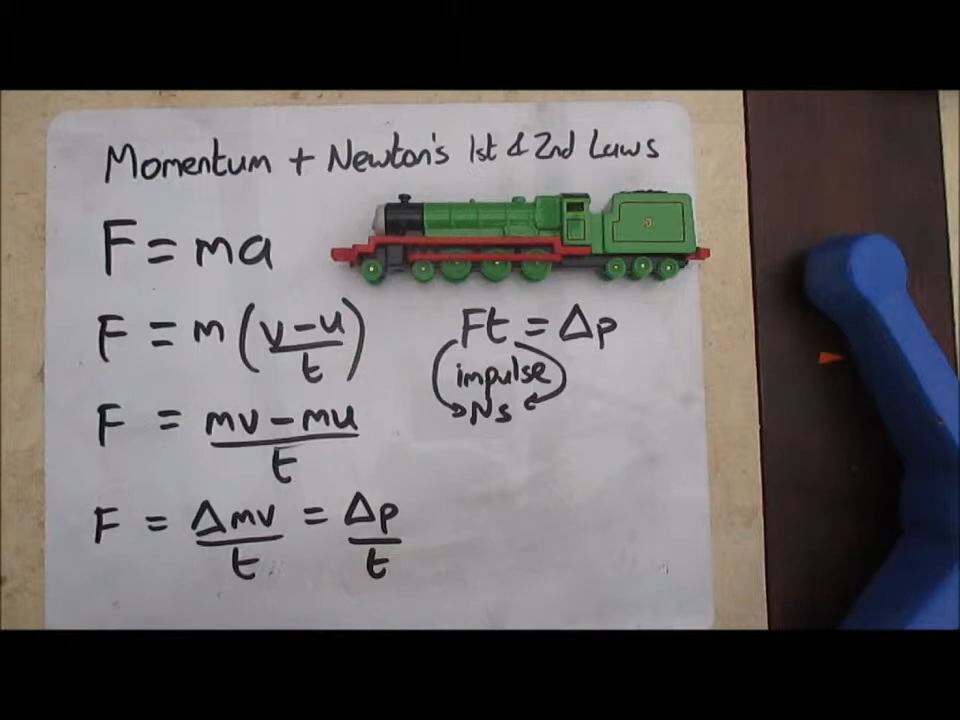 Momentum + Newton's 1st & 2nd Laws
F = ma
F = m (v-u/t)
F = mv - mu/t
F = Δmv/t = Δp/t
Ft = Δp
impulse
Ns